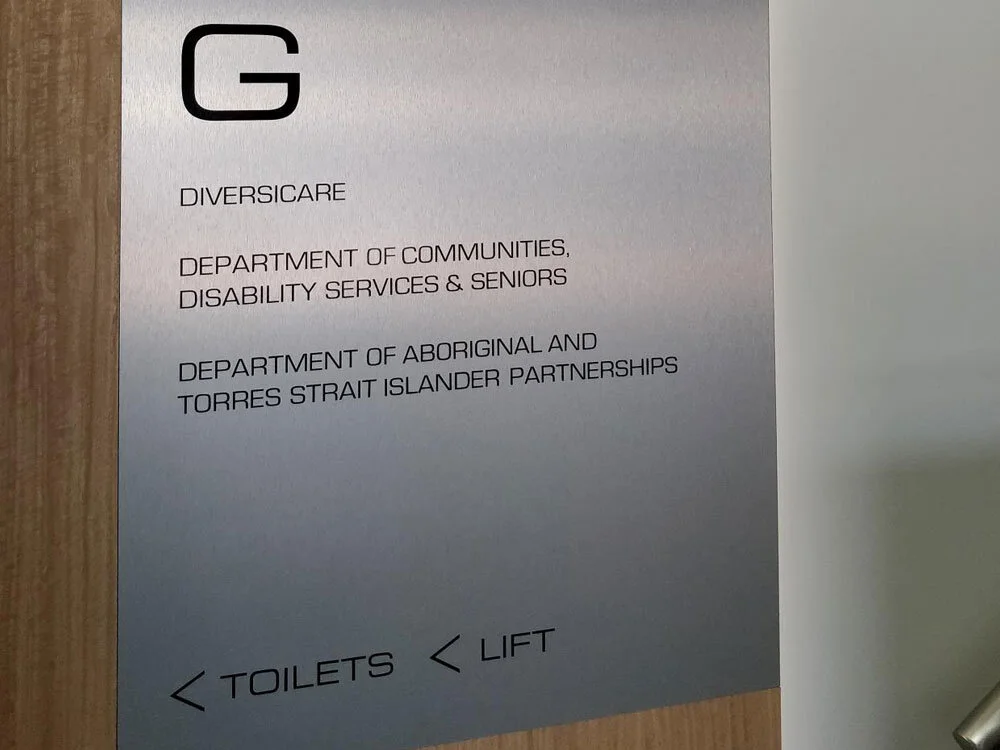 G
DIVERSICARE
DEPARTMENT OF COMMUNITIES,
DISABILITY SERVICES & SENIORS
DEPARTMENT OF ABORIGINAL AND
TORRES STRAIT ISLANDER PARTNERSHIPS
< TOILETS < LIFT